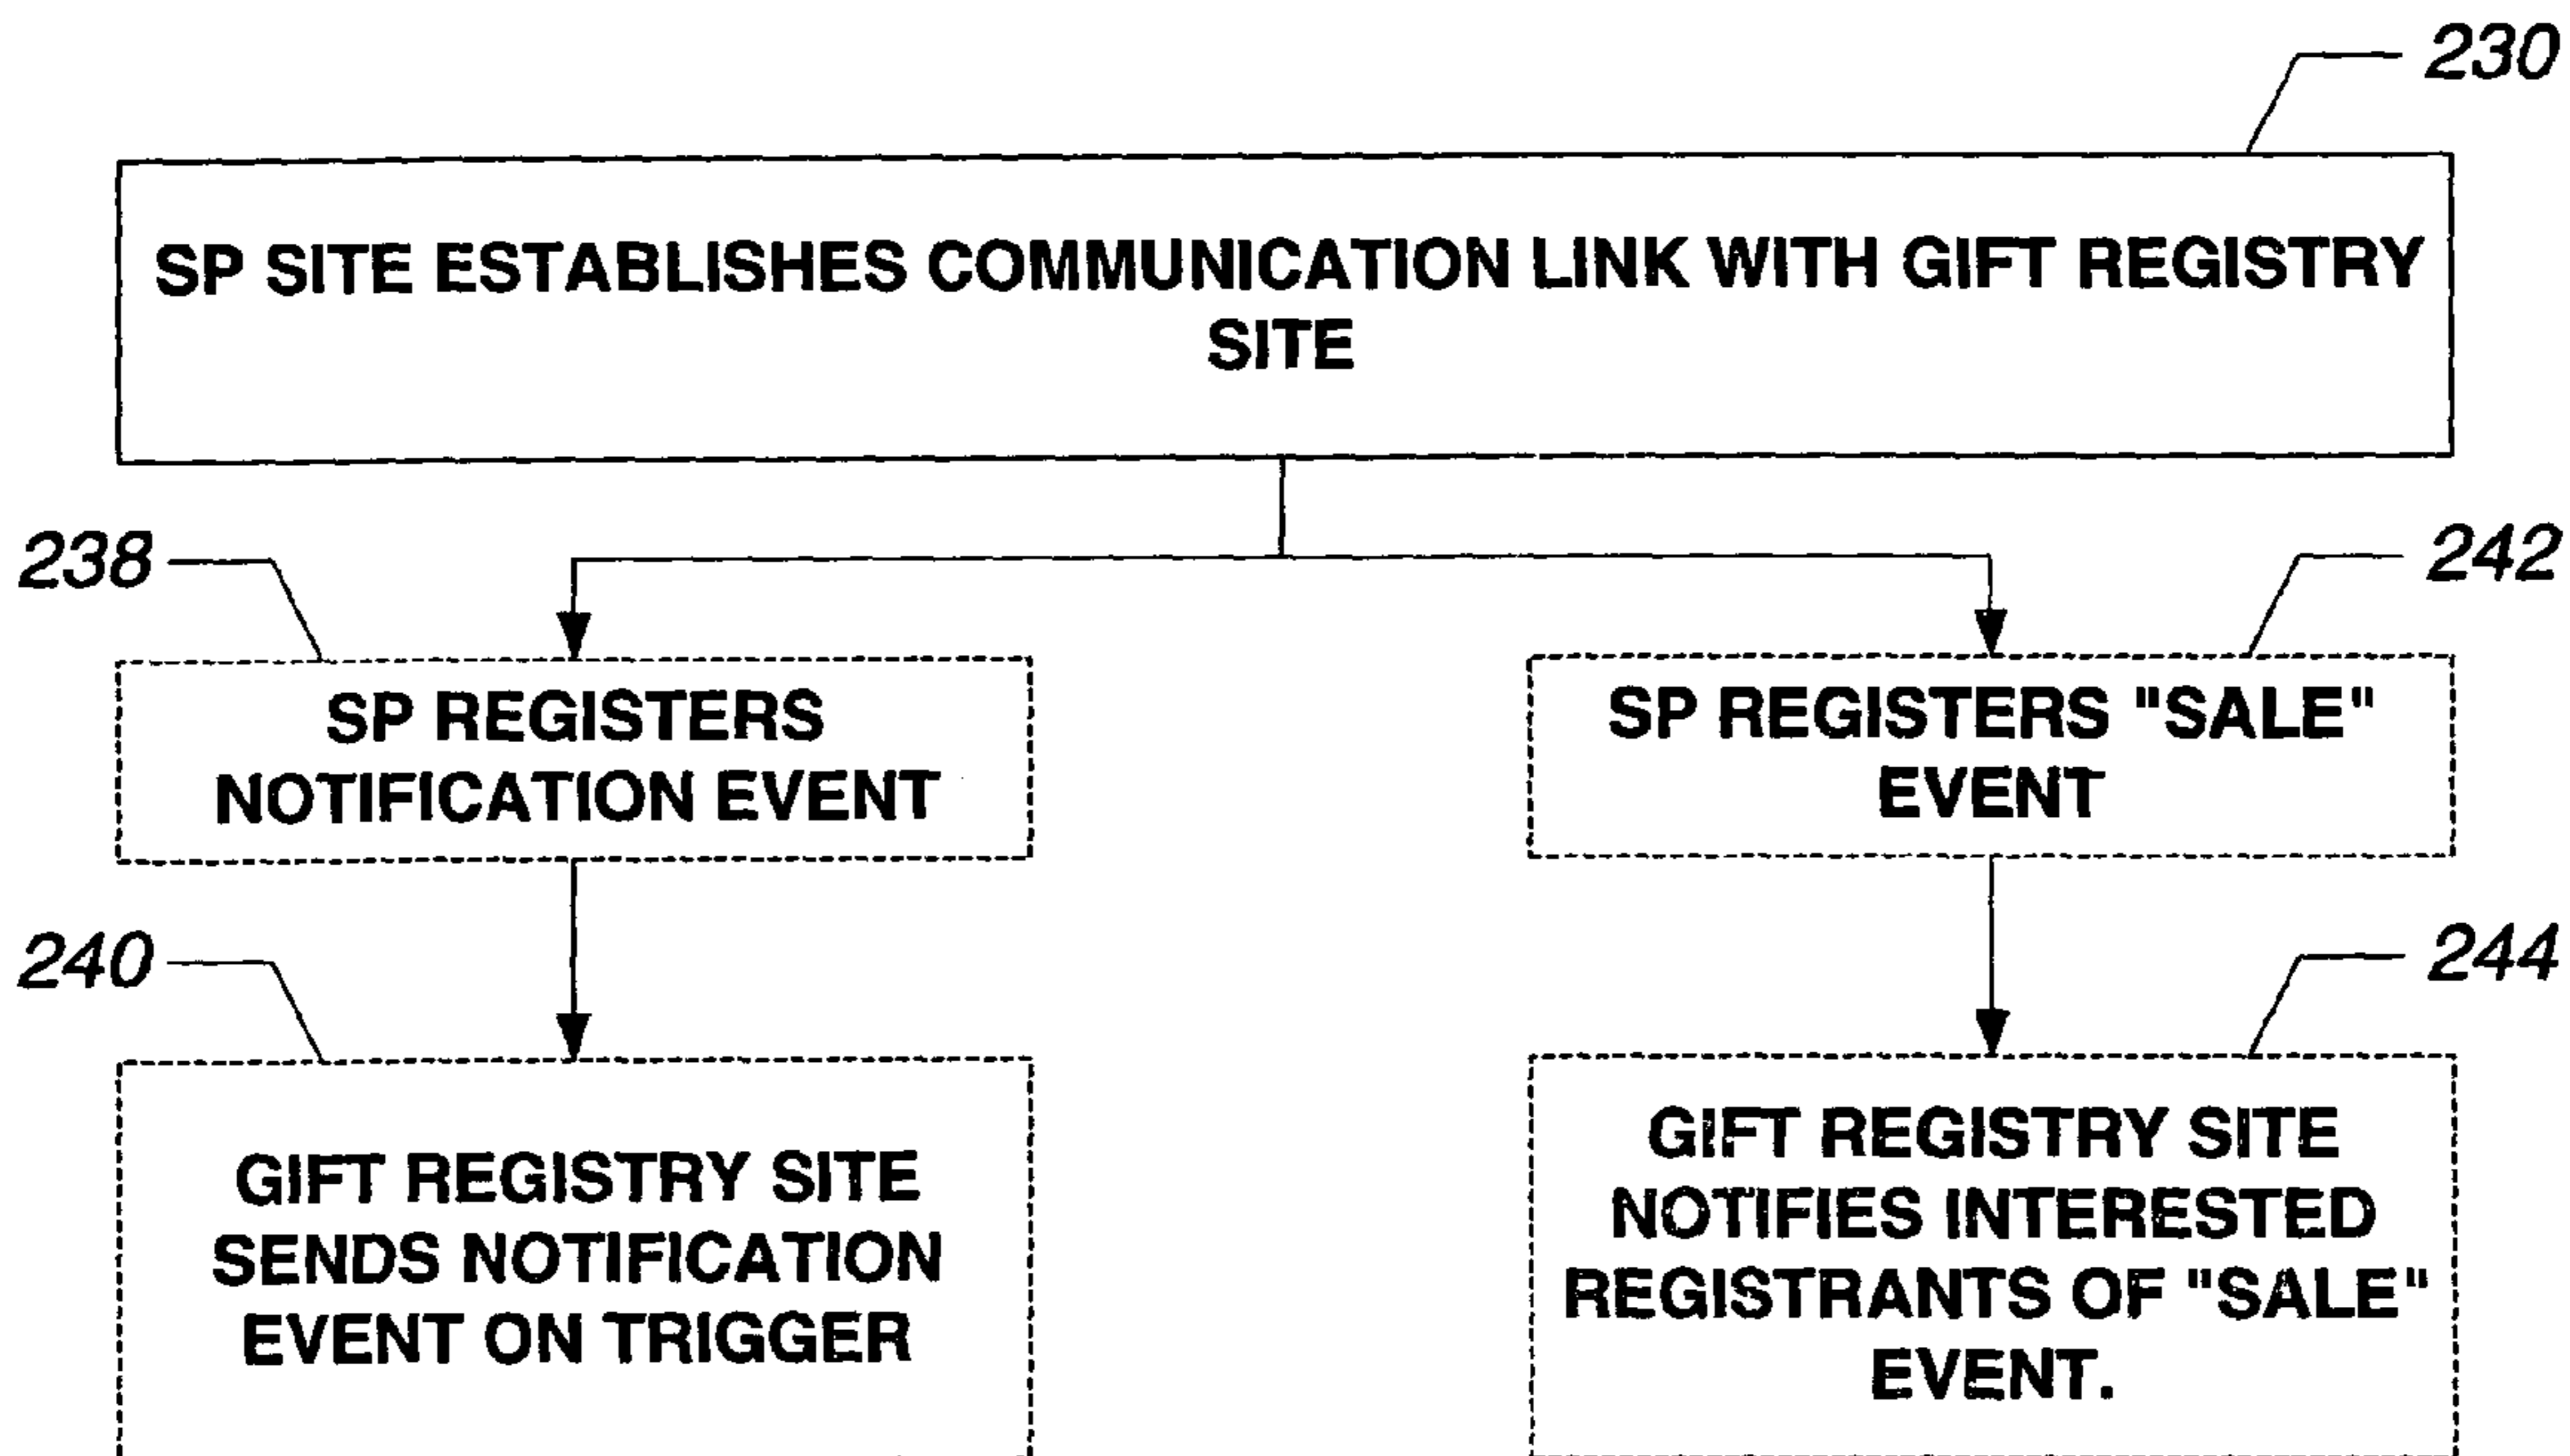 230
SP SITE ESTABLISHES COMMUNICATION LINK WITH GIFT REGISTRY
SITE
238
242
SP REGISTERS
NOTIFICATION EVENT
SP REGISTERS "SALE"
EVENT
240
244
GIFT REGISTRY SITE
SENDS NOTIFICATION
EVENT ON TRIGGER
GIFT REGISTRY SITE
NOTIFIES INTERESTED
REGISTRANTS OF "SALE"
EVENT.